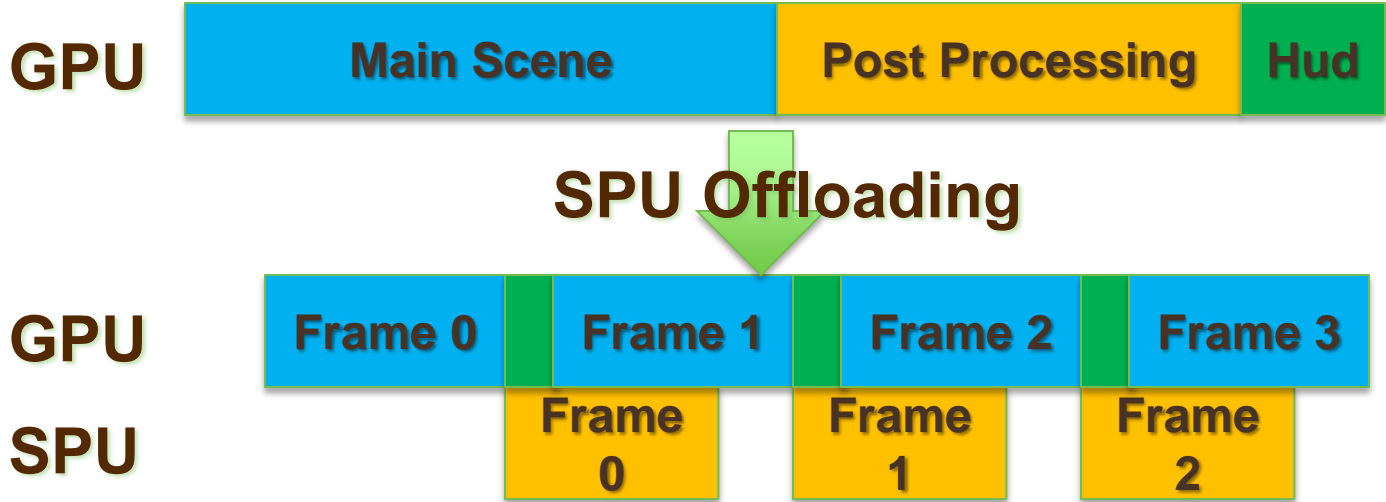 GPU Main Scene Post Processing Hud
SPU Offloading
GPU Frame 0 Frame 1 Frame 2 Frame 3
SPU Frame 0 Frame 1 Frame 2